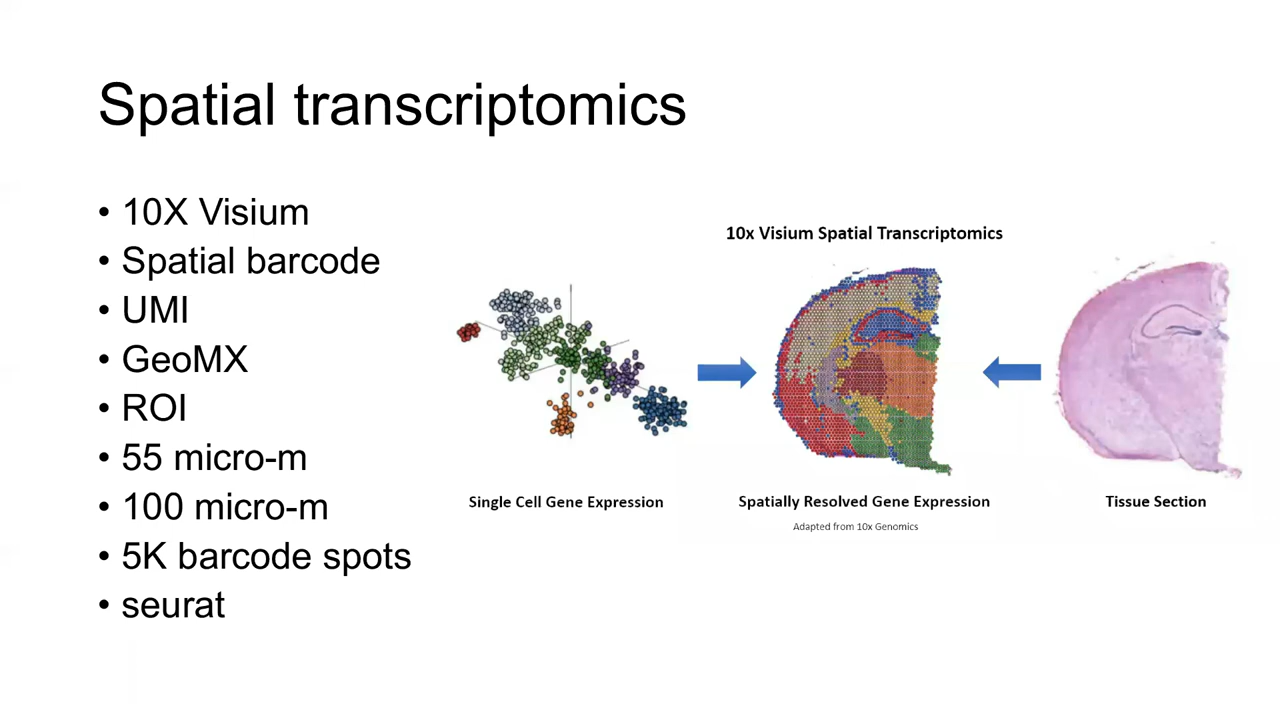 Spatial transcriptomics
• 10X Visium
• Spatial barcode
• UMI
• GeoMX
• ROI
• 55 micro-m
• 100 micro-m
• 5K barcode spots
• seurat
10x Visium Spatial Transcriptomics
Single Cell Gene Expression
Spatially Resolved Gene Expression
Adapted from 10x Genomics
Tissue Section